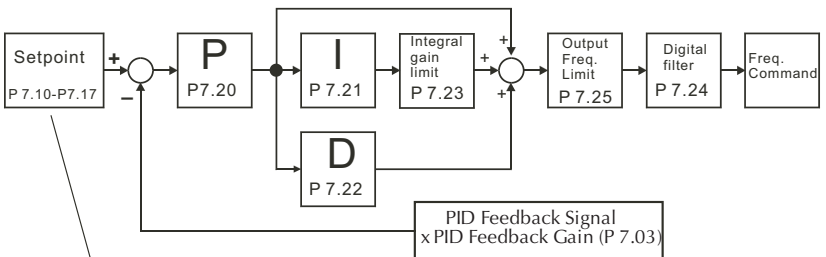 Setpoint
P 7.10-P7.17
+
−
P
P7.20
I
P 7.21
Integral
gain
limit
P 7.23
D
P 7.22
+
+
+
Output
Freq.
Limit
P 7.25
Digital
filter
P 7.24
Freq.
Command
PID Feedback Signal
x PID Feedback Gain (P 7.03)